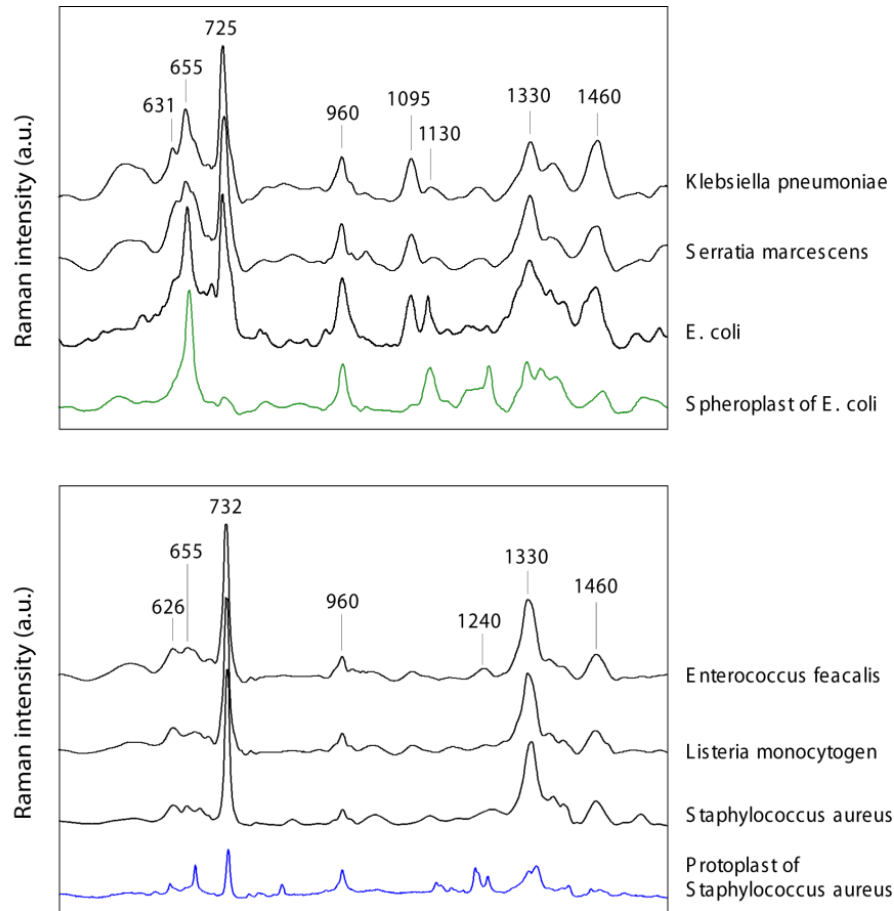 725
655
631
960
1095
1130
1330
1460
Raman intensity (a.u.)
Klebsiella pneumoniae
Serratia marcescens
E. coli
Spheroplast of E. coli
732
655
626
960
1240
1330
1460
Raman intensity (a.u.)
Enterococcus feacalis
Listeria monocytogen
Staphylococcus aureus
Protoplast of
Staphylococcus aureus